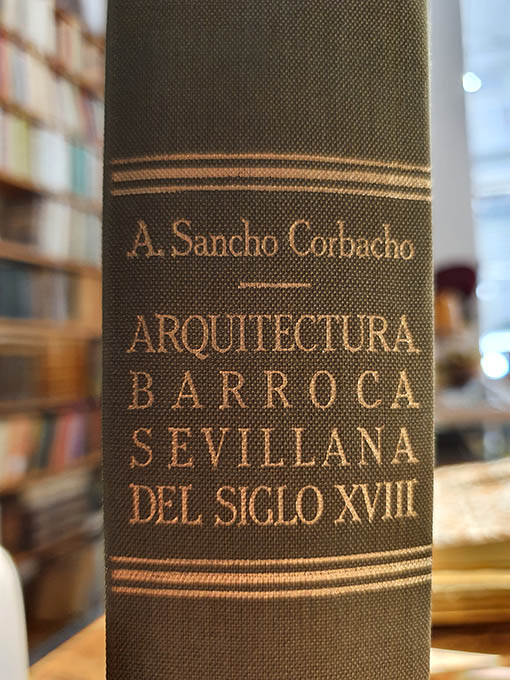 A. Sancho Corbacho
ARQUITECTURA
BARROCA
SEVILLANA
DEL SIGLO XVIII